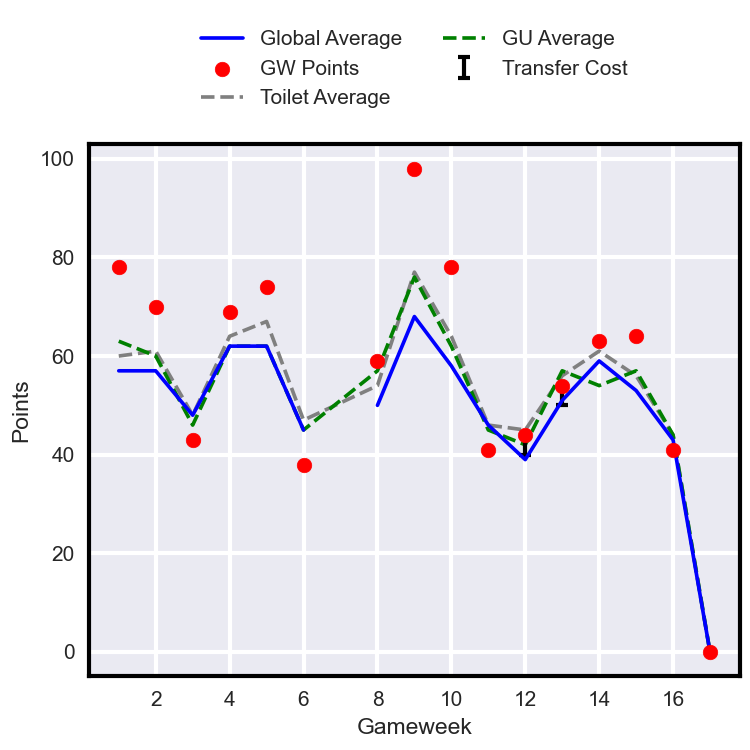 Global Average
GW Points
Toilet Average
GU Average
Transfer Cost
100
80
60
40
20
0
Points
2 4 6 8 10 12 14 16
Gameweek